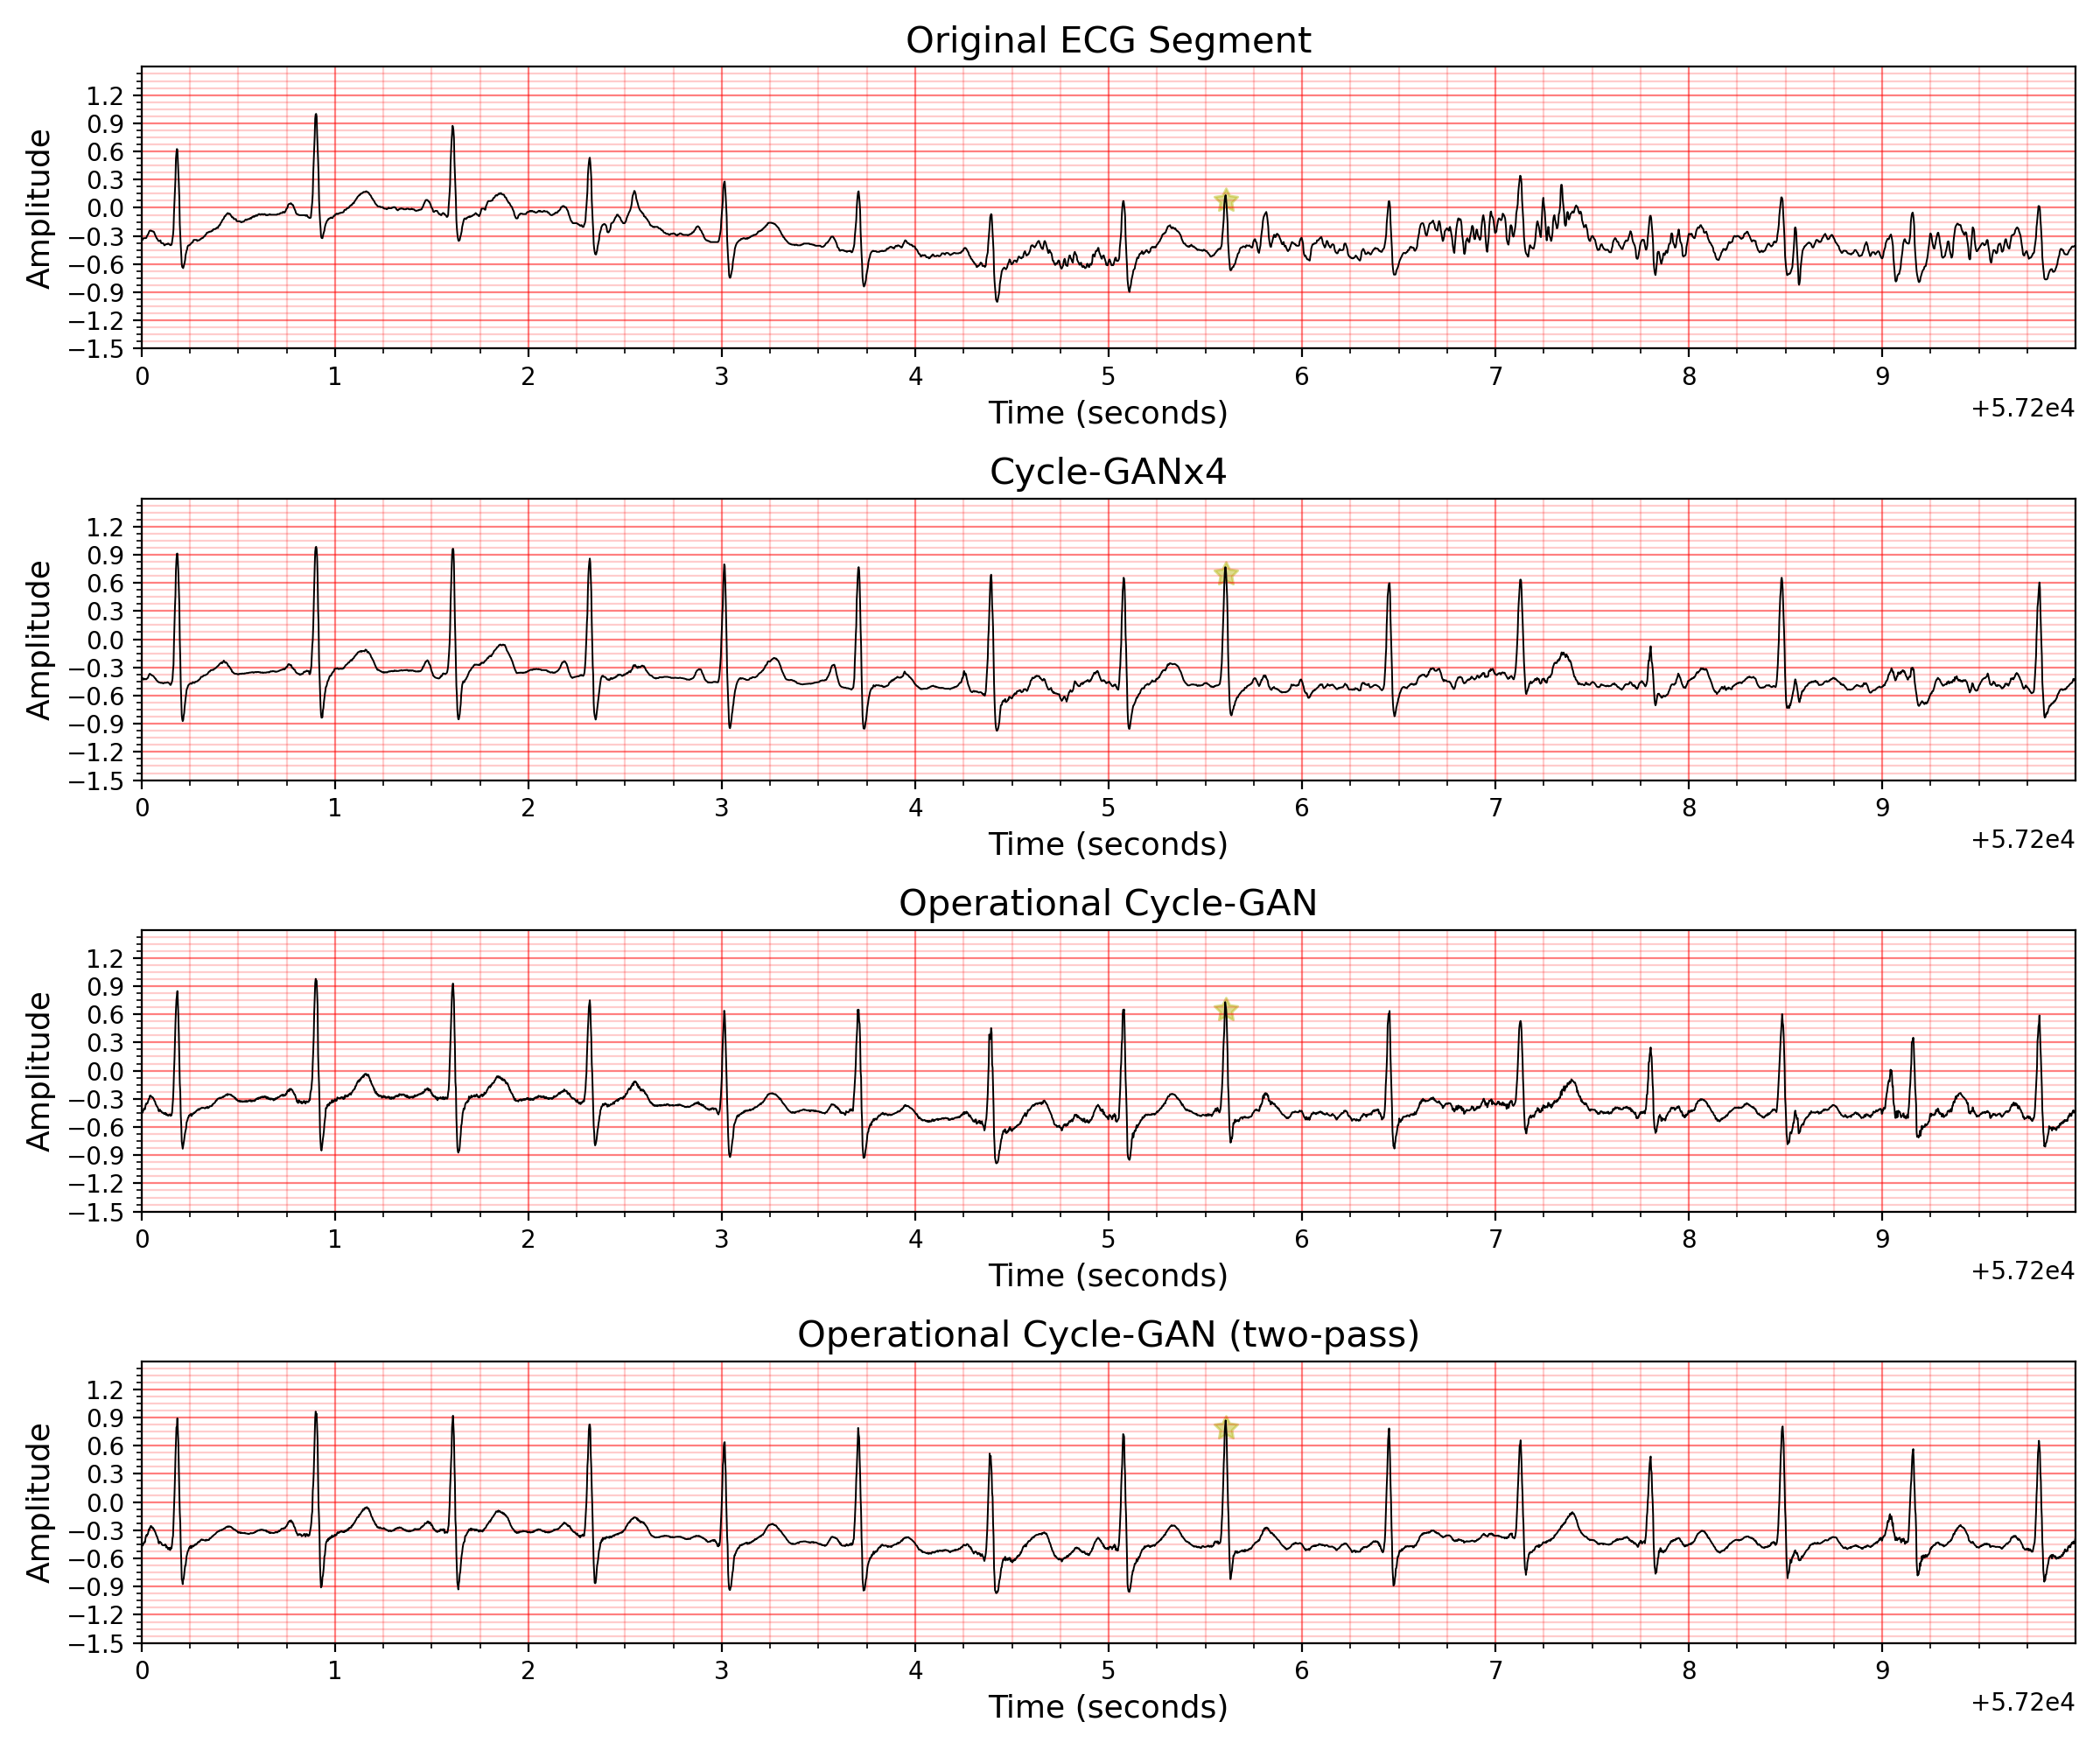 Original ECG Segment
Amplitude
1.2
0.9
0.6
0.3
0.0
−0.3
−0.6
−0.9
−1.2
−1.5
0 1 2 3 4 5 6 7 8 9
Time (seconds)
+5.72e4
Cycle-GANx4
Amplitude
1.2
0.9
0.6
0.3
0.0
−0.3
−0.6
−0.9
−1.2
−1.5
0 1 2 3 4 5 6 7 8 9
Time (seconds)
+5.72e4
Operational Cycle-GAN
Amplitude
1.2
0.9
0.6
0.3
0.0
−0.3
−0.6
−0.9
−1.2
−1.5
0 1 2 3 4 5 6 7 8 9
Time (seconds)
+5.72e4
Operational Cycle-GAN (two-pass)
Amplitude
1.2
0.9
0.6
0.3
0.0
−0.3
−0.6
−0.9
−1.2
−1.5
0 1 2 3 4 5 6 7 8 9
Time (seconds)
+5.72e4